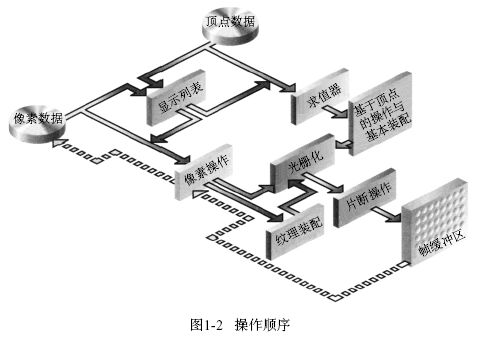 顶点数据
显示列表
求值器
像素数据
基于顶点
的操作与
基本装配
像素操作
光栅化
片断操作
纹理装配
帧缓冲区
图1-2 操作顺序